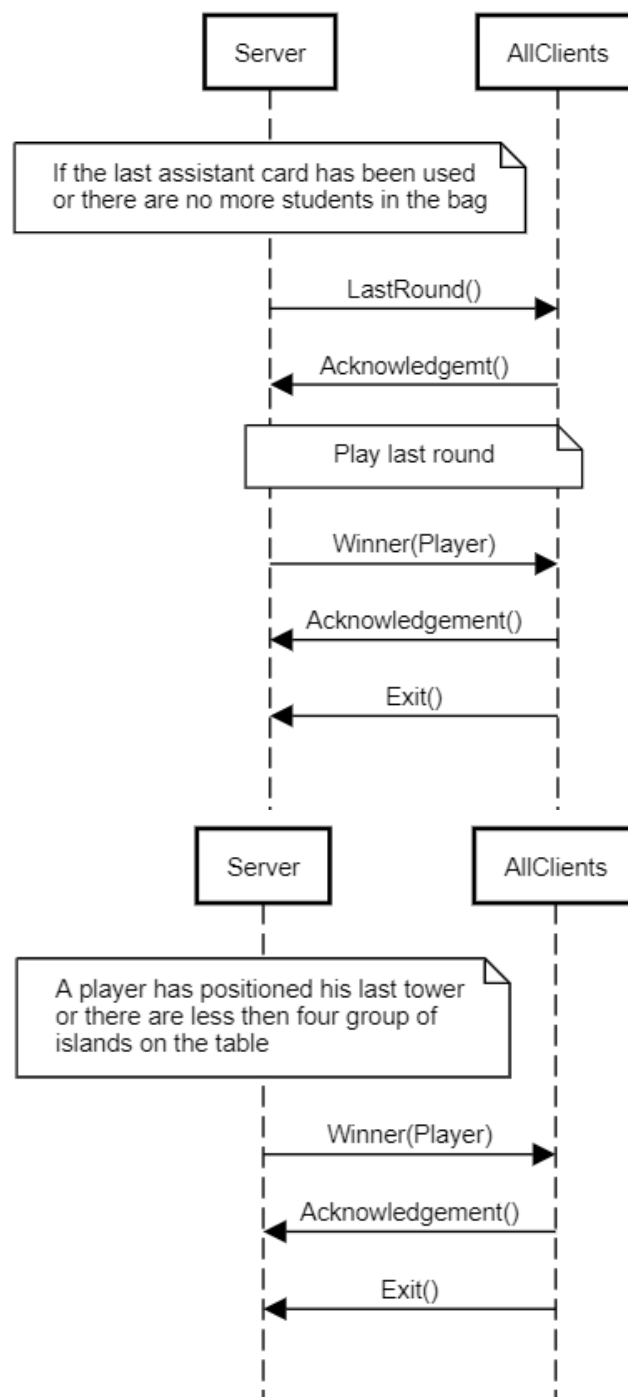 Server
AllClients
If the last assistant card has been used
or there are no more students in the bag
LastRound()
Acknowledgemt()
Play last round
Winner(Player)
Acknowledgement()
Exit()
Server
AllClients
A player has positioned his last tower
or there are less then four group of
islands on the table
Winner(Player)
Acknowledgement()
Exit()